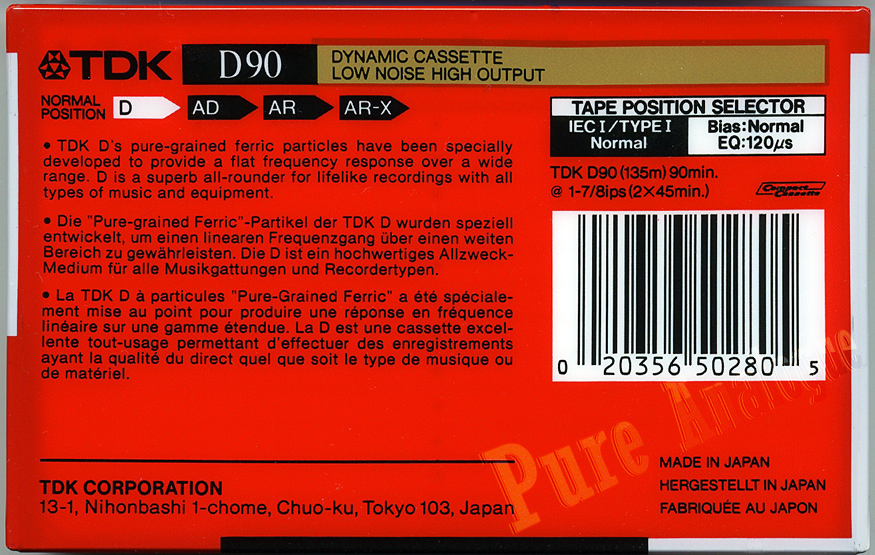 TDK D90 DYNAMIC CASSETTE
LOW NOISE HIGH OUTPUT
NORMAL
POSITION D AD AR AR-X
TAPE POSITION SELECTOR
IEC I/TYPE I
Normal
Bias:Normal
EQ:120µs
TDK D90 (135m) 90min.
@ 1-7/8ips (2×45min.)
Compact
Cassette
• TDK D's pure-grained ferric particles have been specially
developed to provide a flat frequency response over a wide
range. D is a superb all-rounder for lifelike recordings with all
types of music and equipment.
• Die "Pure-grained Ferric"-Partikel der TDK D wurden speziell
entwickelt, um einen linearen Frequenzgang über einen weiten
Bereich zu gewährleisten. Die D ist ein hochwertiges Allzweck-
Medium für alle Musikgattungen und Recordertypen.
• La TDK D à particules "Pure-Grained Ferric" a été spéciale-
ment mise au point pour produire une réponse en fréquence
linéaire sur une gamme étendue. La D est une cassette excel-
lente tout-usage permettant d'effectuer des enregistrements
ayant la qualité du direct quel que soit le type de musique ou
de matériel.
0 20356 50280 5
Pure Analogre
TDK CORPORATION
13-1, Nihonbashi 1-chome, Chuo-ku, Tokyo 103, Japan
MADE IN JAPAN
HERGESTELLT IN JAPAN
FABRIQUÉE AU JAPON